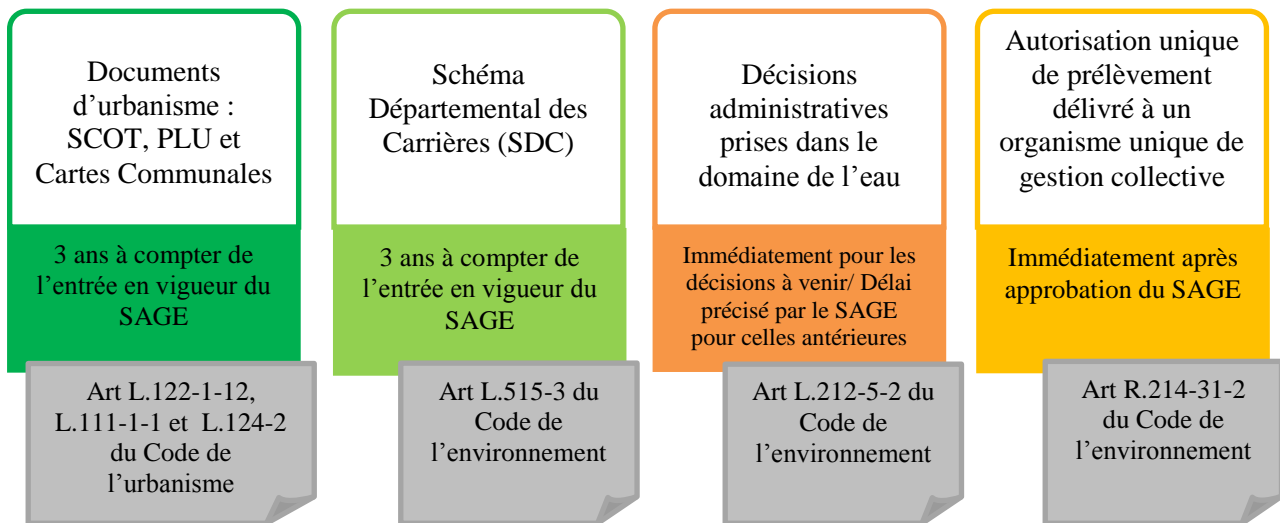 Documents
d’urbanisme :
SCOT, PLU et
Cartes Communales
3 ans à compter de
l’entrée en vigueur du
SAGE
Art L.122-1-12,
L.111-1-1 et L.124-2
du Code de
l’urbanisme
Schéma
Départemental des
Carrières (SDC)
3 ans à compter de
l’entrée en vigueur du
SAGE
Art L.515-3 du
Code de
l’environnement
Décisions
administratives
prises dans le
domaine de l’eau
Immédiatement pour les
décisions à venir/ Délai
précisé par le SAGE
pour celles antérieures
Art L.212-5-2 du
Code de
l’environnement
Autorisation unique
de prélèvement
délivré à un
organisme unique de
gestion collective
Immédiatement après
approbation du SAGE
Art R.214-31-2
du Code de
l’environnement